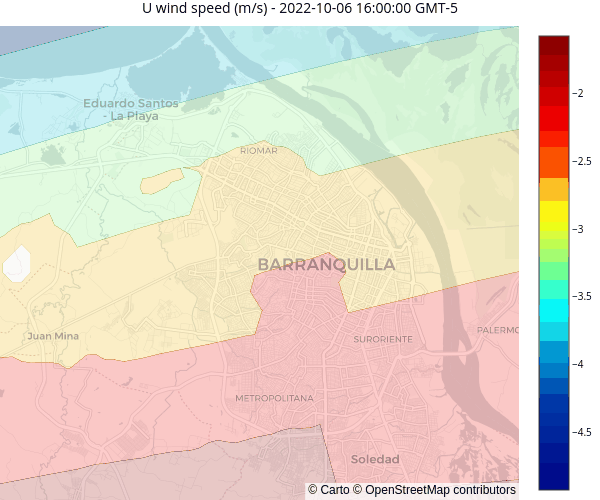 U wind speed (m/s) - 2022-10-06 16:00:00 GMT-5
Eduardo Santos
- La Playa
RIOMAR
BARRANQUILLA
Juan Mina
SURORIENTE
PALERMO
METROPOLITANA
Soledad
© Carto © OpenStreetMap contributors
−2
−2.5
−3
−3.5
−4
−4.5